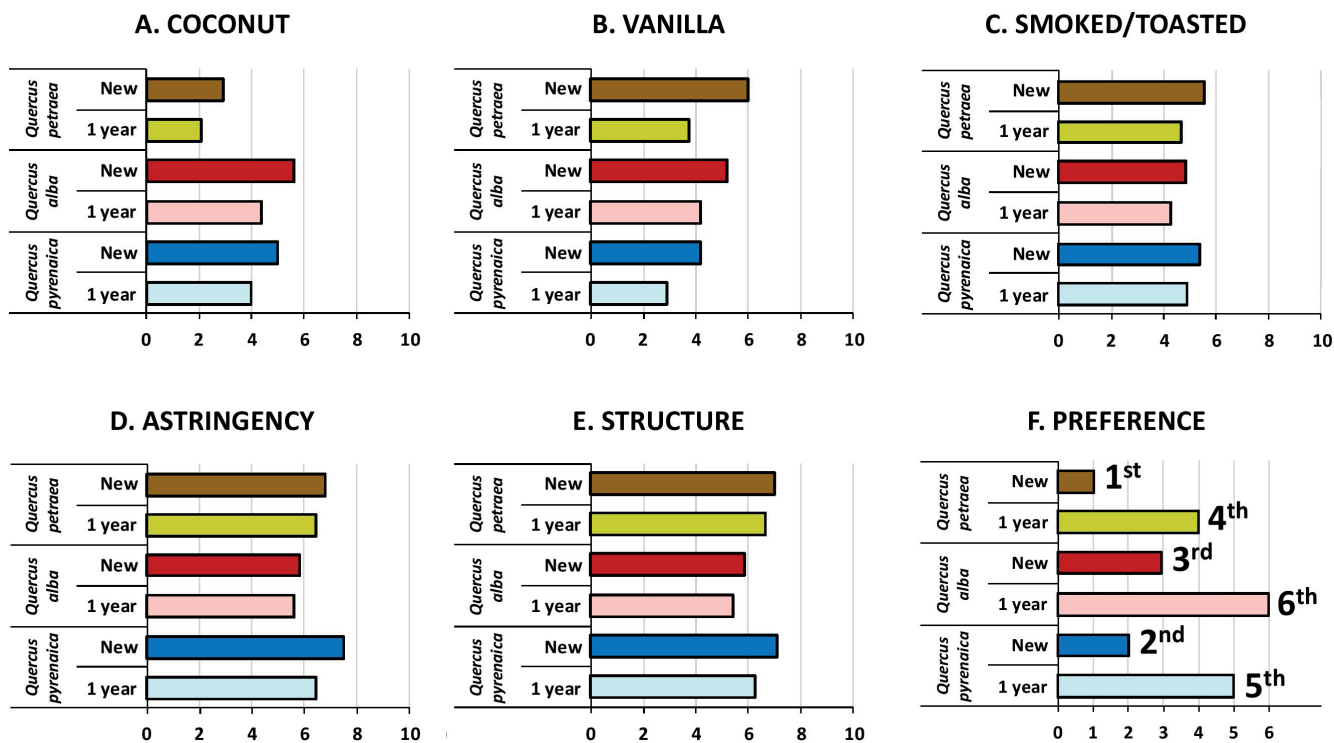 A. COCONUT
Quercus petraea
New
1 year
Quercus alba
New
1 year
Quercus pyrenaica
New
1 year
0 2 4 6 8 10
B. VANILLA
Quercus petraea
New
1 year
Quercus alba
New
1 year
Quercus pyrenaica
New
1 year
0 2 4 6 8 10
C. SMOKED/TOASTED
Quercus petraea
New
1 year
Quercus alba
New
1 year
Quercus pyrenaica
New
1 year
0 2 4 6 8 10
D. ASTRINGENCY
Quercus petraea
New
1 year
Quercus alba
New
1 year
Quercus pyrenaica
New
1 year
0 2 4 6 8 10
E. STRUCTURE
Quercus petraea
New
1 year
Quercus alba
New
1 year
Quercus pyrenaica
New
1 year
0 2 4 6 8 10
F. PREFERENCE
Quercus petraea
New 1st
1 year 4th
Quercus alba
New 3rd
1 year 6th
Quercus pyrenaica
New 2nd
1 year 5th
0 1 2 3 4 5 6